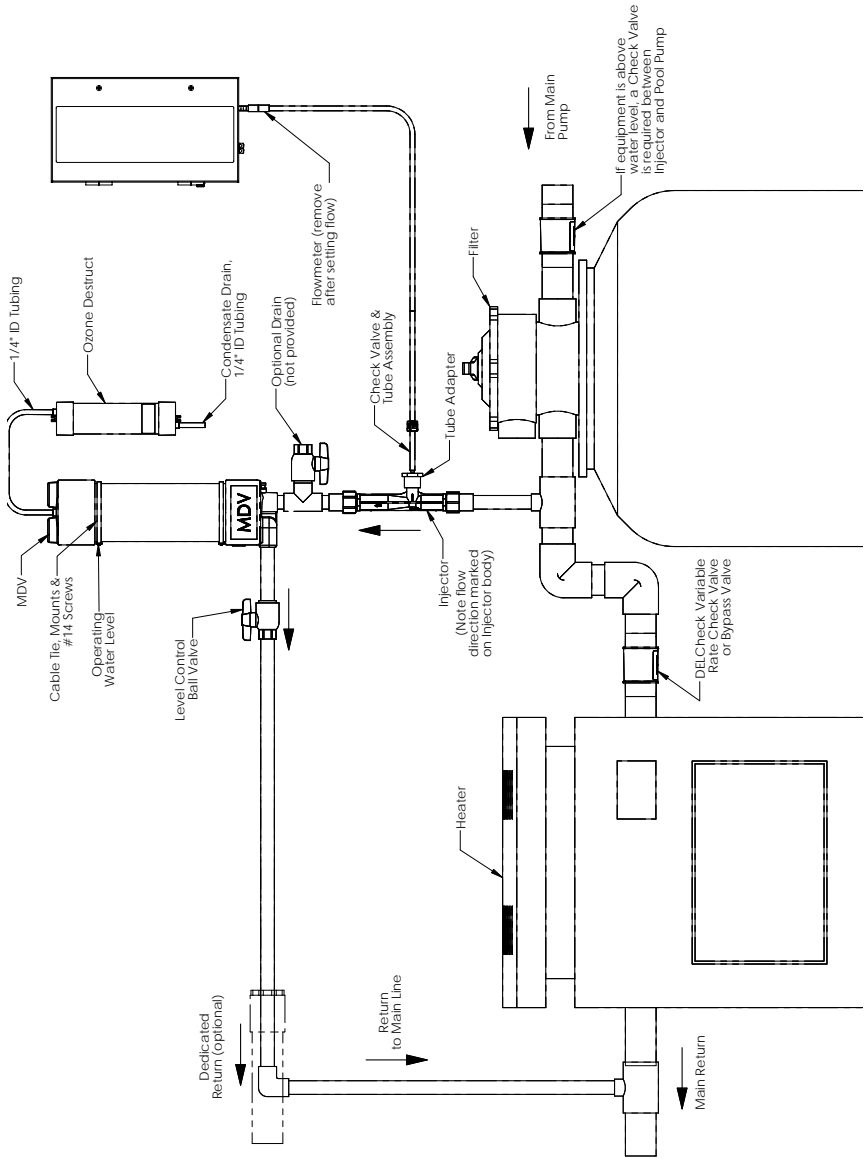 1/4" ID Tubing
Ozone Destruct
Condensate Drain,
1/4" ID Tubing
MDV
Cable Tie, Mounts &
#14 Screws
Operating
Water Level
MDV
Optional Drain
(not provided)
Flowmeter (remove
after setting flow)
Level Control
Ball Valve
Check Valve &
Tube Assembly
Tube Adapter
Injector
(Note flow
direction marked
on Injector body)
From Main
Pump
Filter
If equipment is above
water level, a Check Valve
is required between
Injector and Pool Pump
DELCheck Variable
Rate Check Valve
or Bypass Valve
Heater
Dedicated
Return (optional)
Return
to Main Line
Main Return